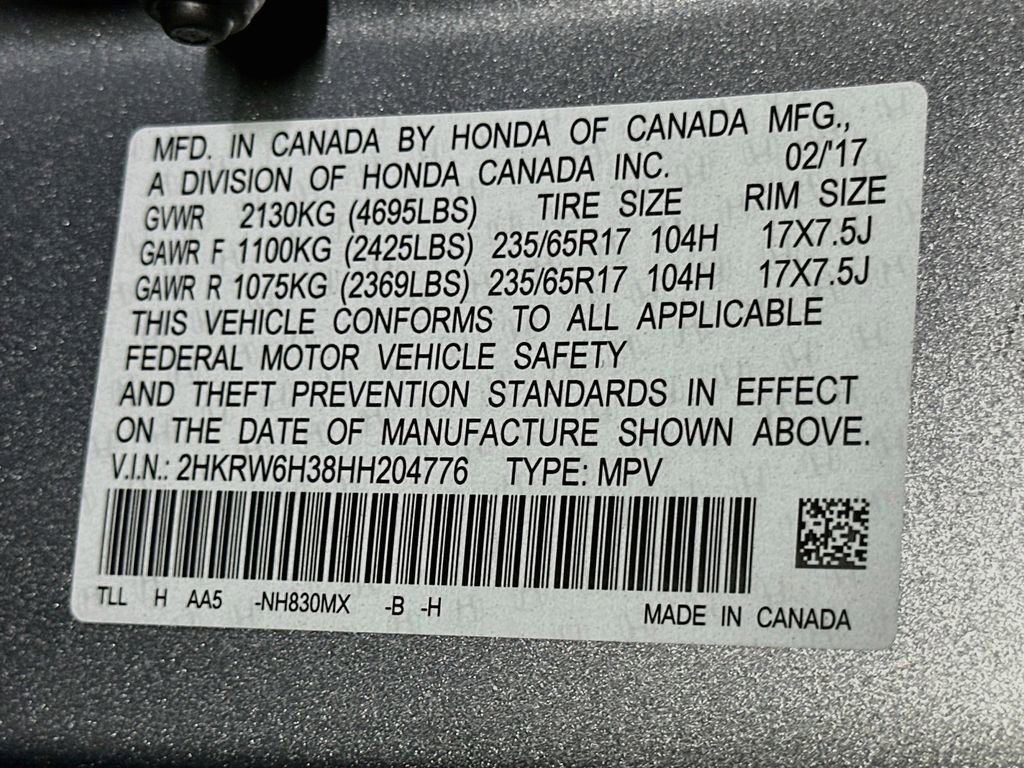 MFD. IN CANADA BY HONDA OF CANADA MFG.,
A DIVISION OF HONDA CANADA INC. 02/'17
GVWR 2130KG (4695LBS) TIRE SIZE RIM SIZE
GAWR F 1100KG (2425LBS) 235/65R17 104H 17X7.5J
GAWR R 1075KG (2369LBS) 235/65R17 104H 17X7.5J
THIS VEHICLE CONFORMS TO ALL APPLICABLE
FEDERAL MOTOR VEHICLE SAFETY
AND THEFT PREVENTION STANDARDS IN EFFECT
ON THE DATE OF MANUFACTURE SHOWN ABOVE.
V.I.N.: 2HKRW6H38HH204776 TYPE: MPV
TLL H AA5 -NH830MX -B -H MADE IN CANADA